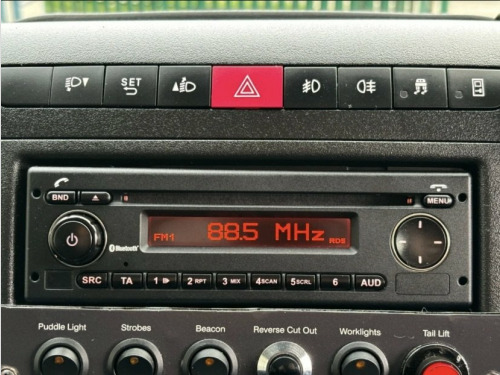 SET
BND
MENU
FM1 88.5 MHz RDS
Bluetooth
SRC TA 1 2 RPT 3 MIX 4 SCAN 5 SCRL 6 AUD
Puddle Light Strobes Beacon Reverse Cut Out Worklights Tail Lift